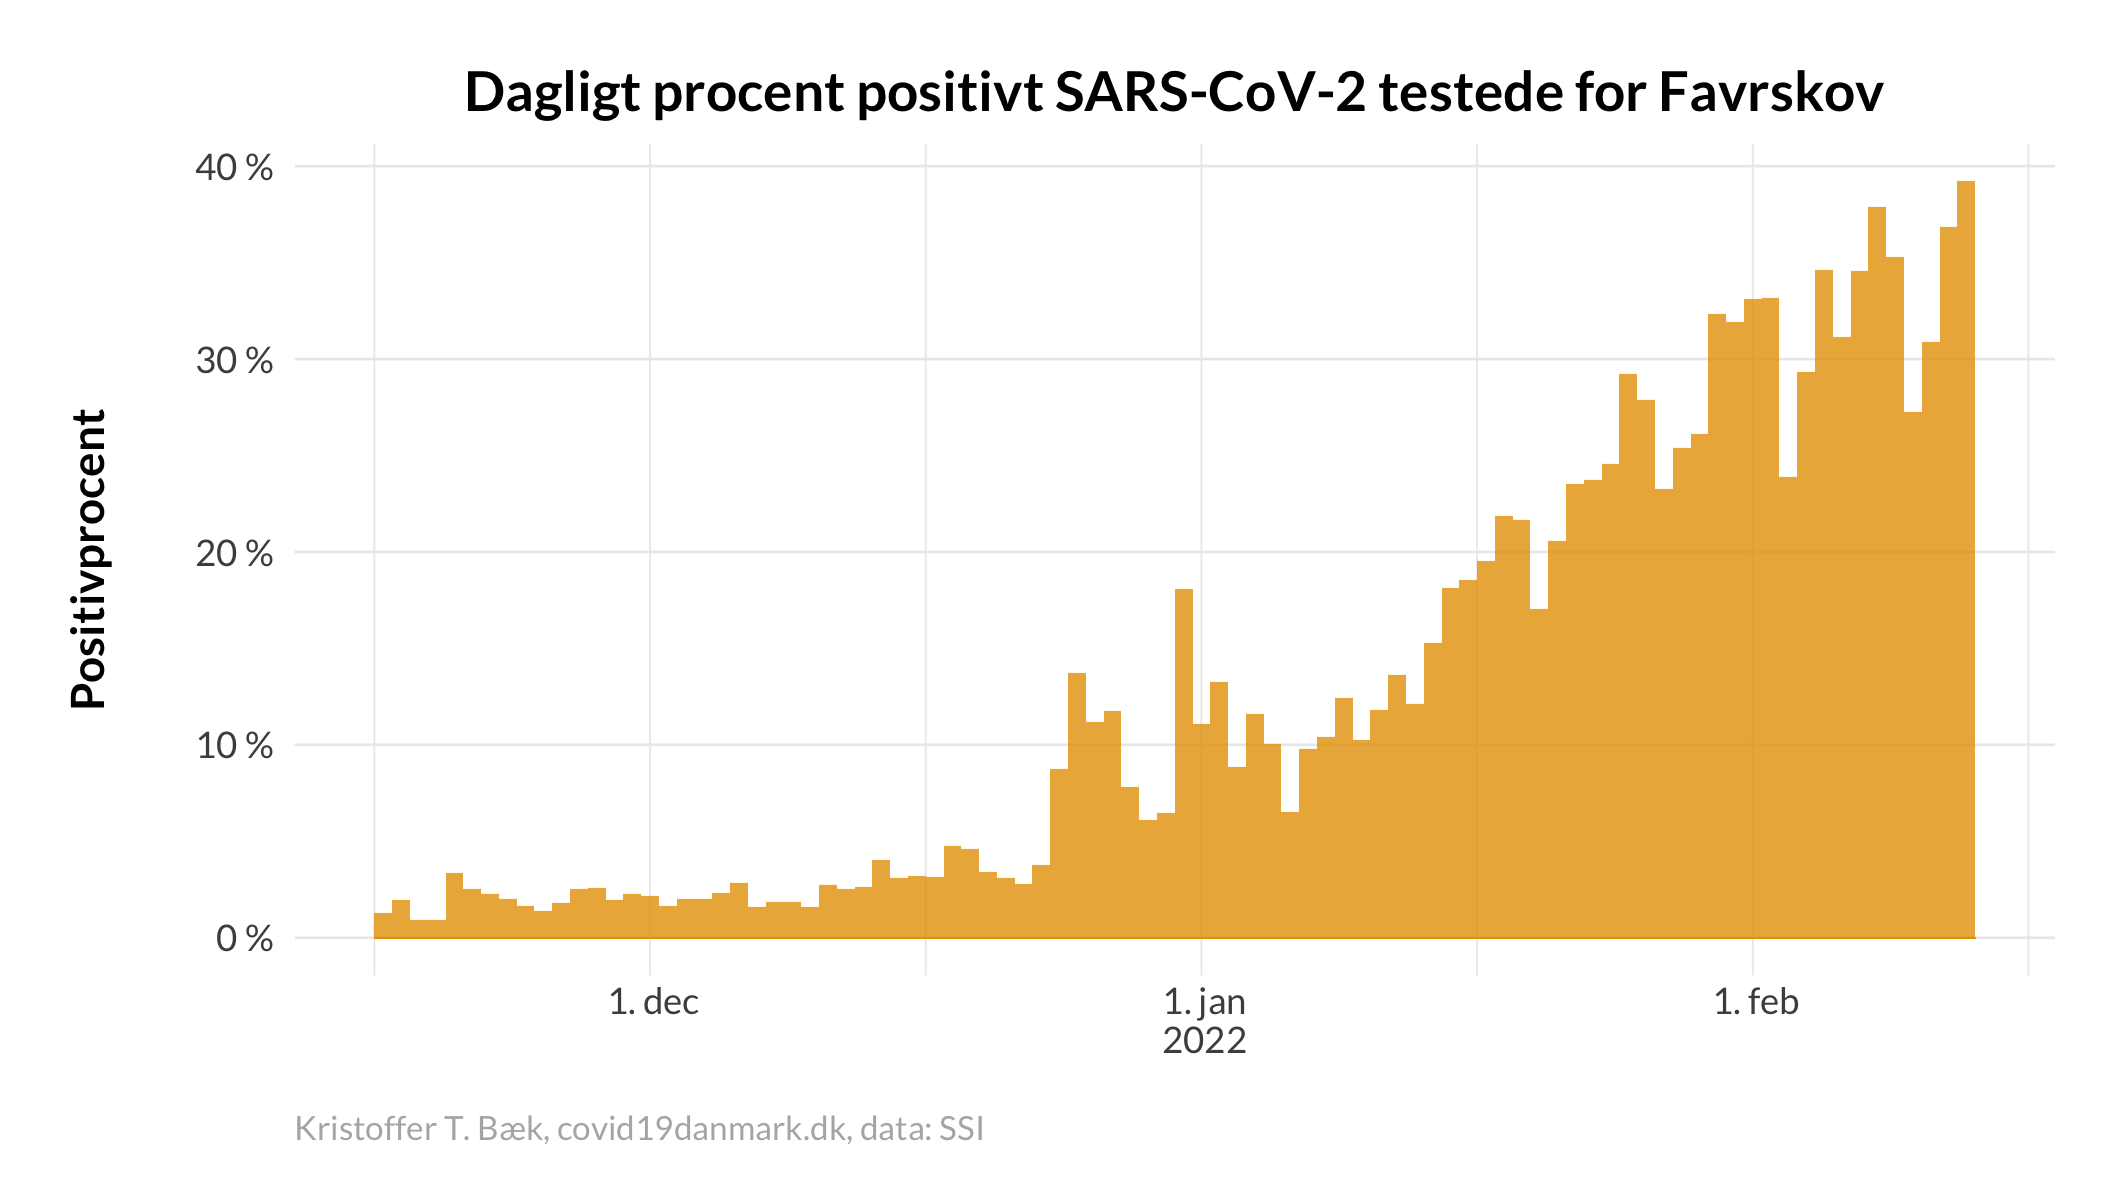 Dagligt procent positivt SARS-CoV-2 testede for Favrskov
Positivprocent
40 %
30 %
20 %
10 %
0 %
1. dec
1. jan
2022
1. feb
Kristoffer T. Bæk, covid19danmark.dk, data: SSI